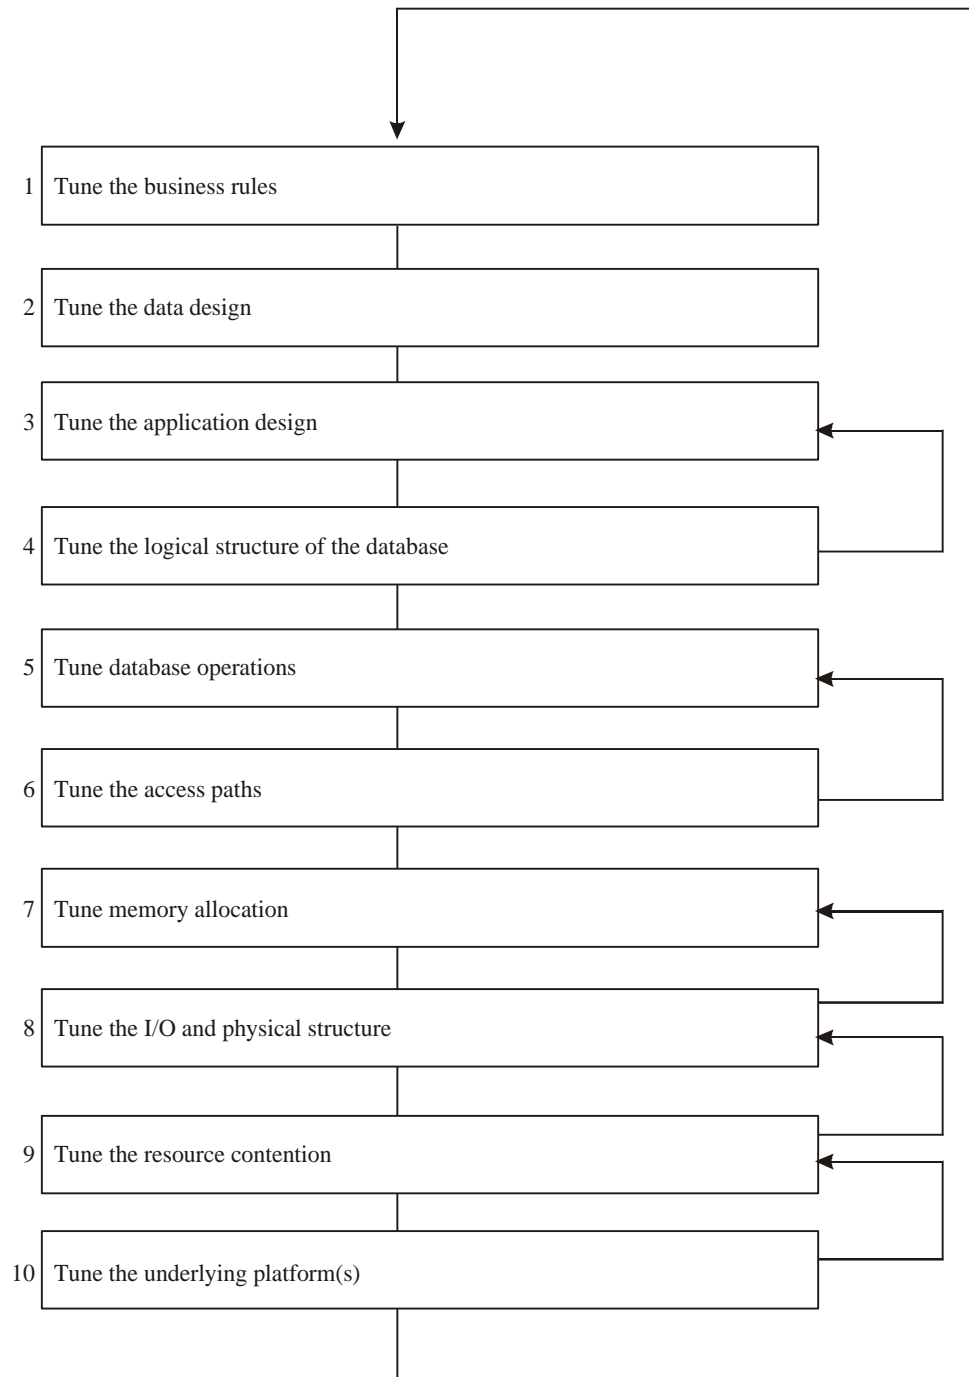 1 Tune the business rules
2 Tune the data design
3 Tune the application design
4 Tune the logical structure of the database
5 Tune database operations
6 Tune the access paths
7 Tune memory allocation
8 Tune the I/O and physical structure
9 Tune the resource contention
10 Tune the underlying platform(s)